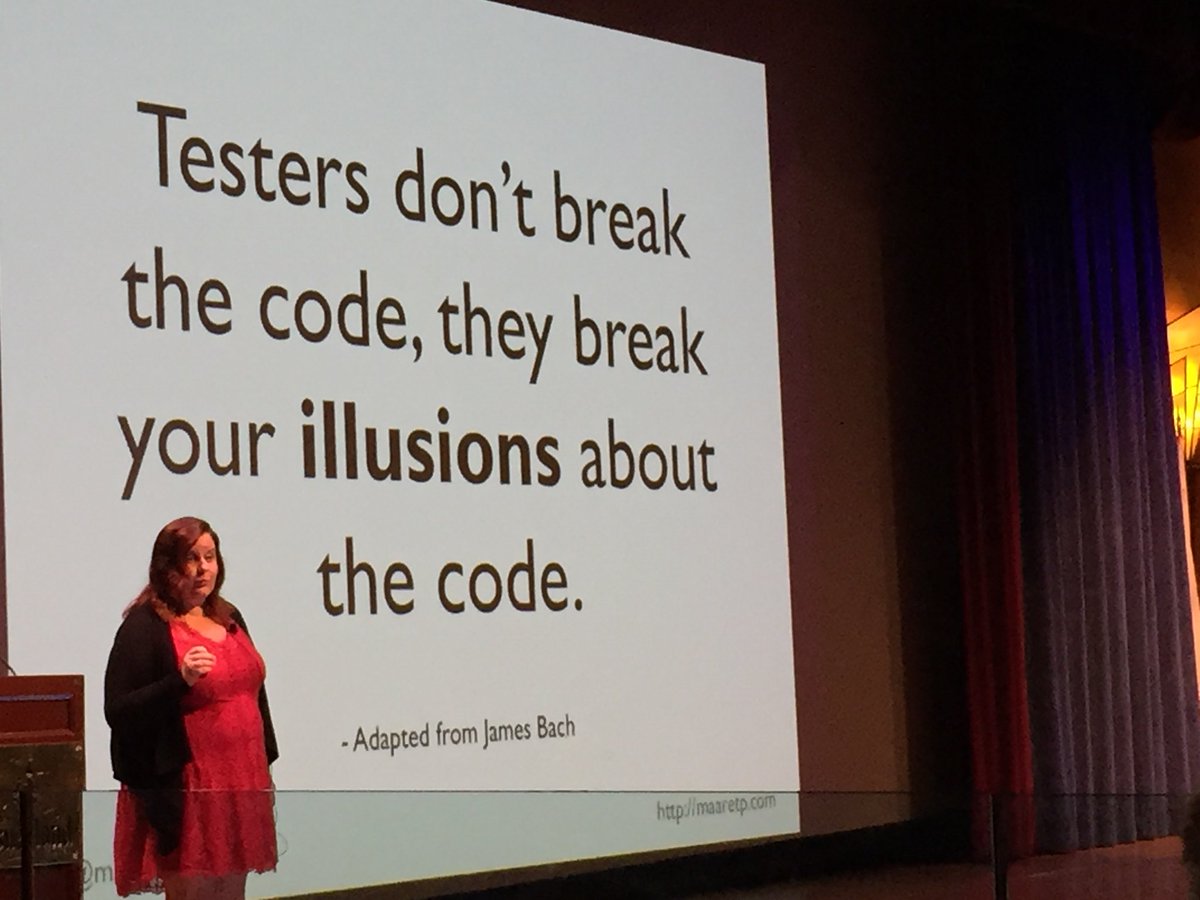 Testers don't break
the code, they break
your illusions about
the code.
- Adapted from James Bach
http://maaretp.com
@m